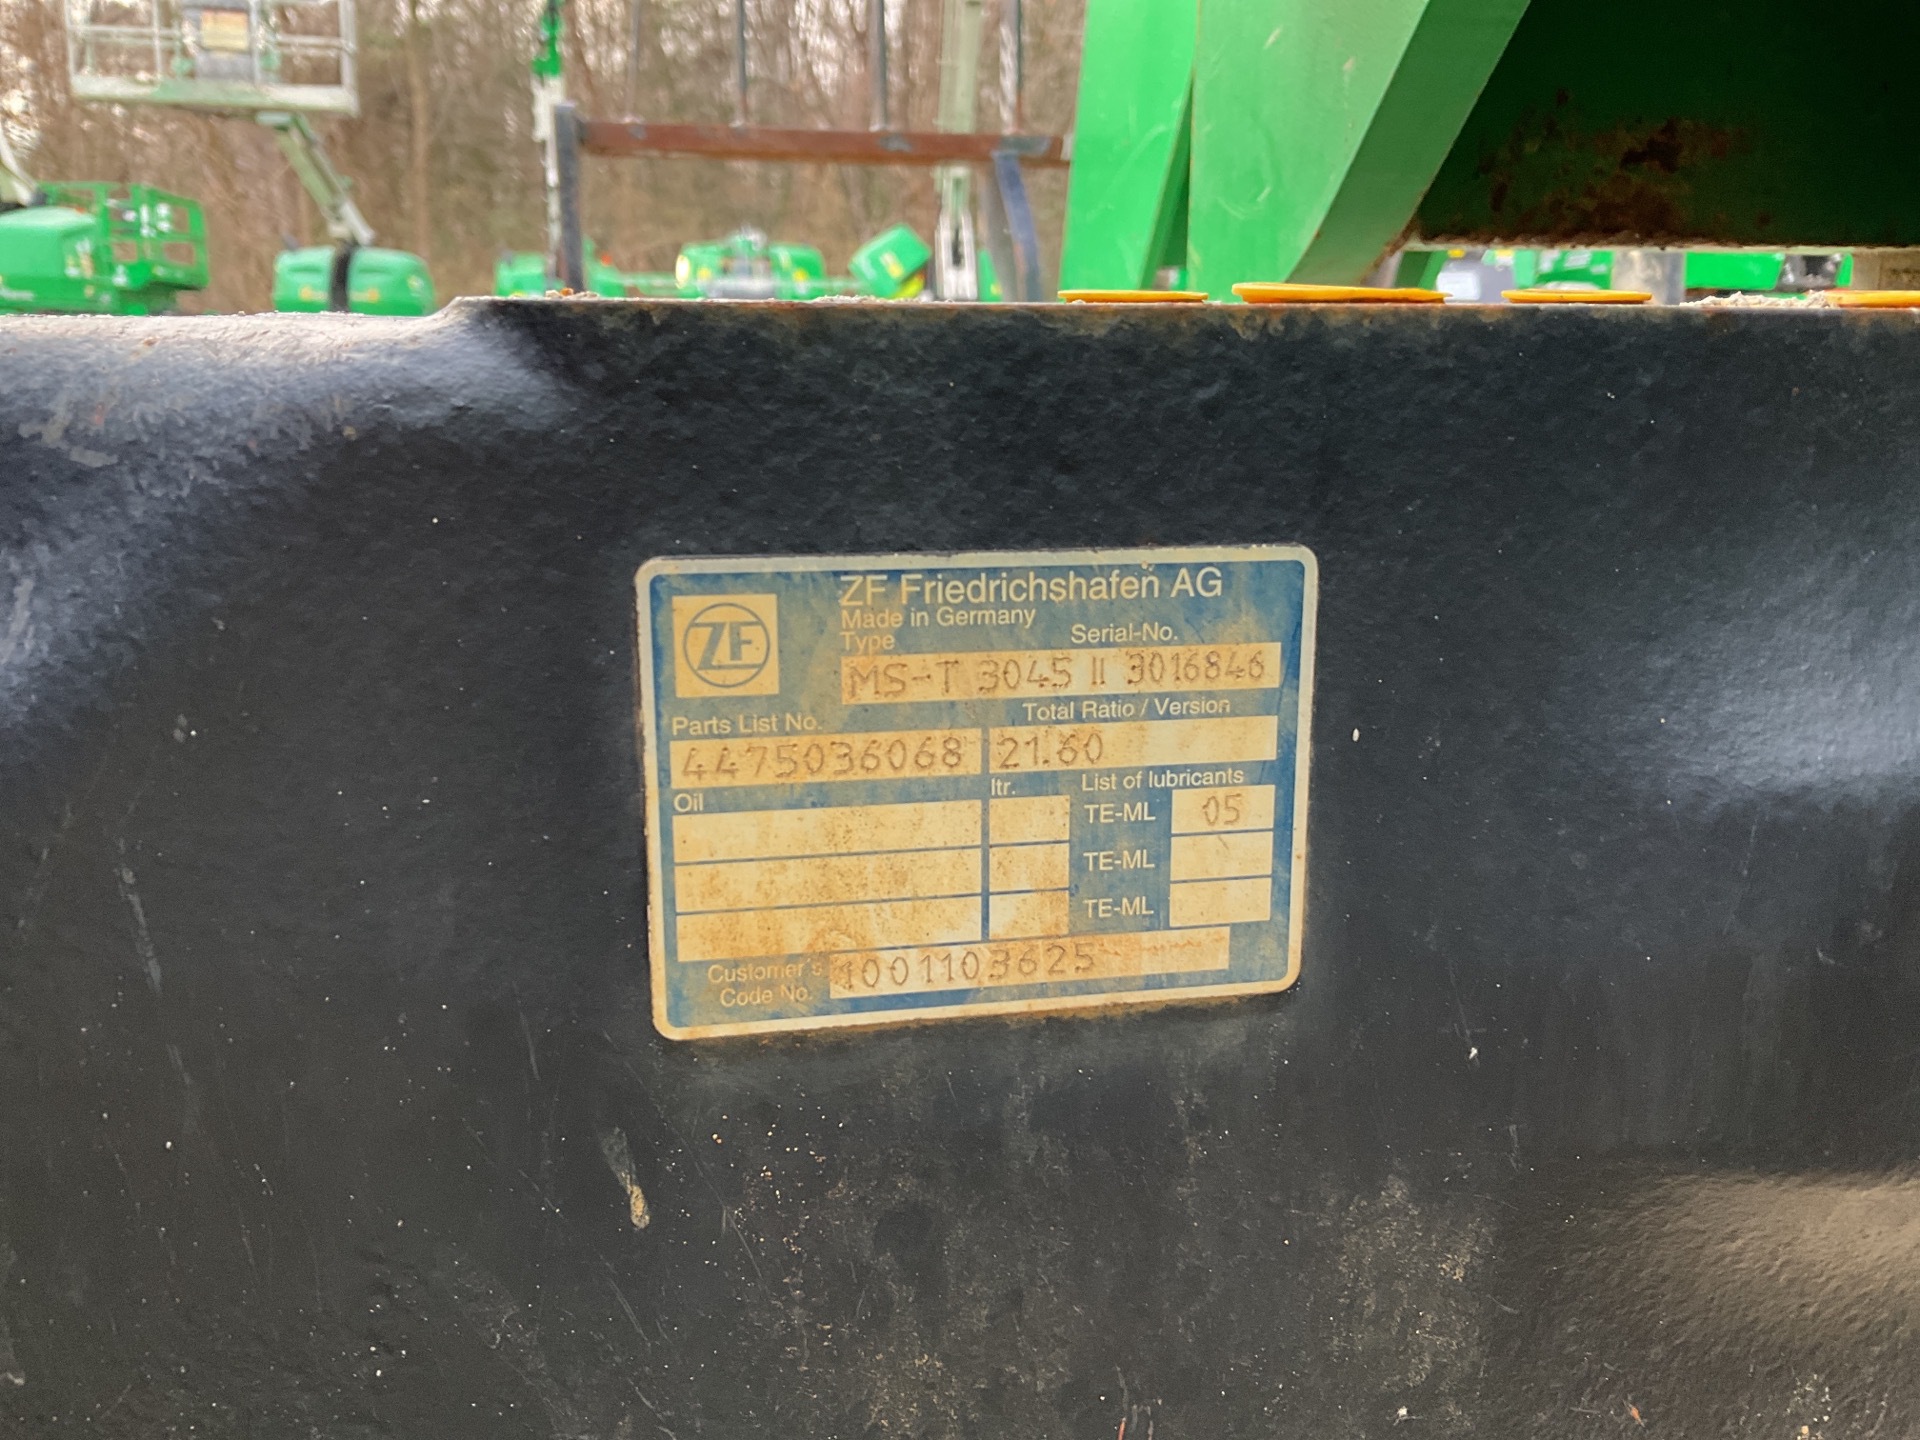 ZF Friedrichshafen AG
ZF
Made in Germany
Type Serial-No.
MS-T 3045 II 3016846
Parts List No. Total Ratio / Version
4475036068 21.60
Oil ltr. List of lubricants
TE-ML 05
TE-ML
TE-ML
Customer's
Code No. 1001103625